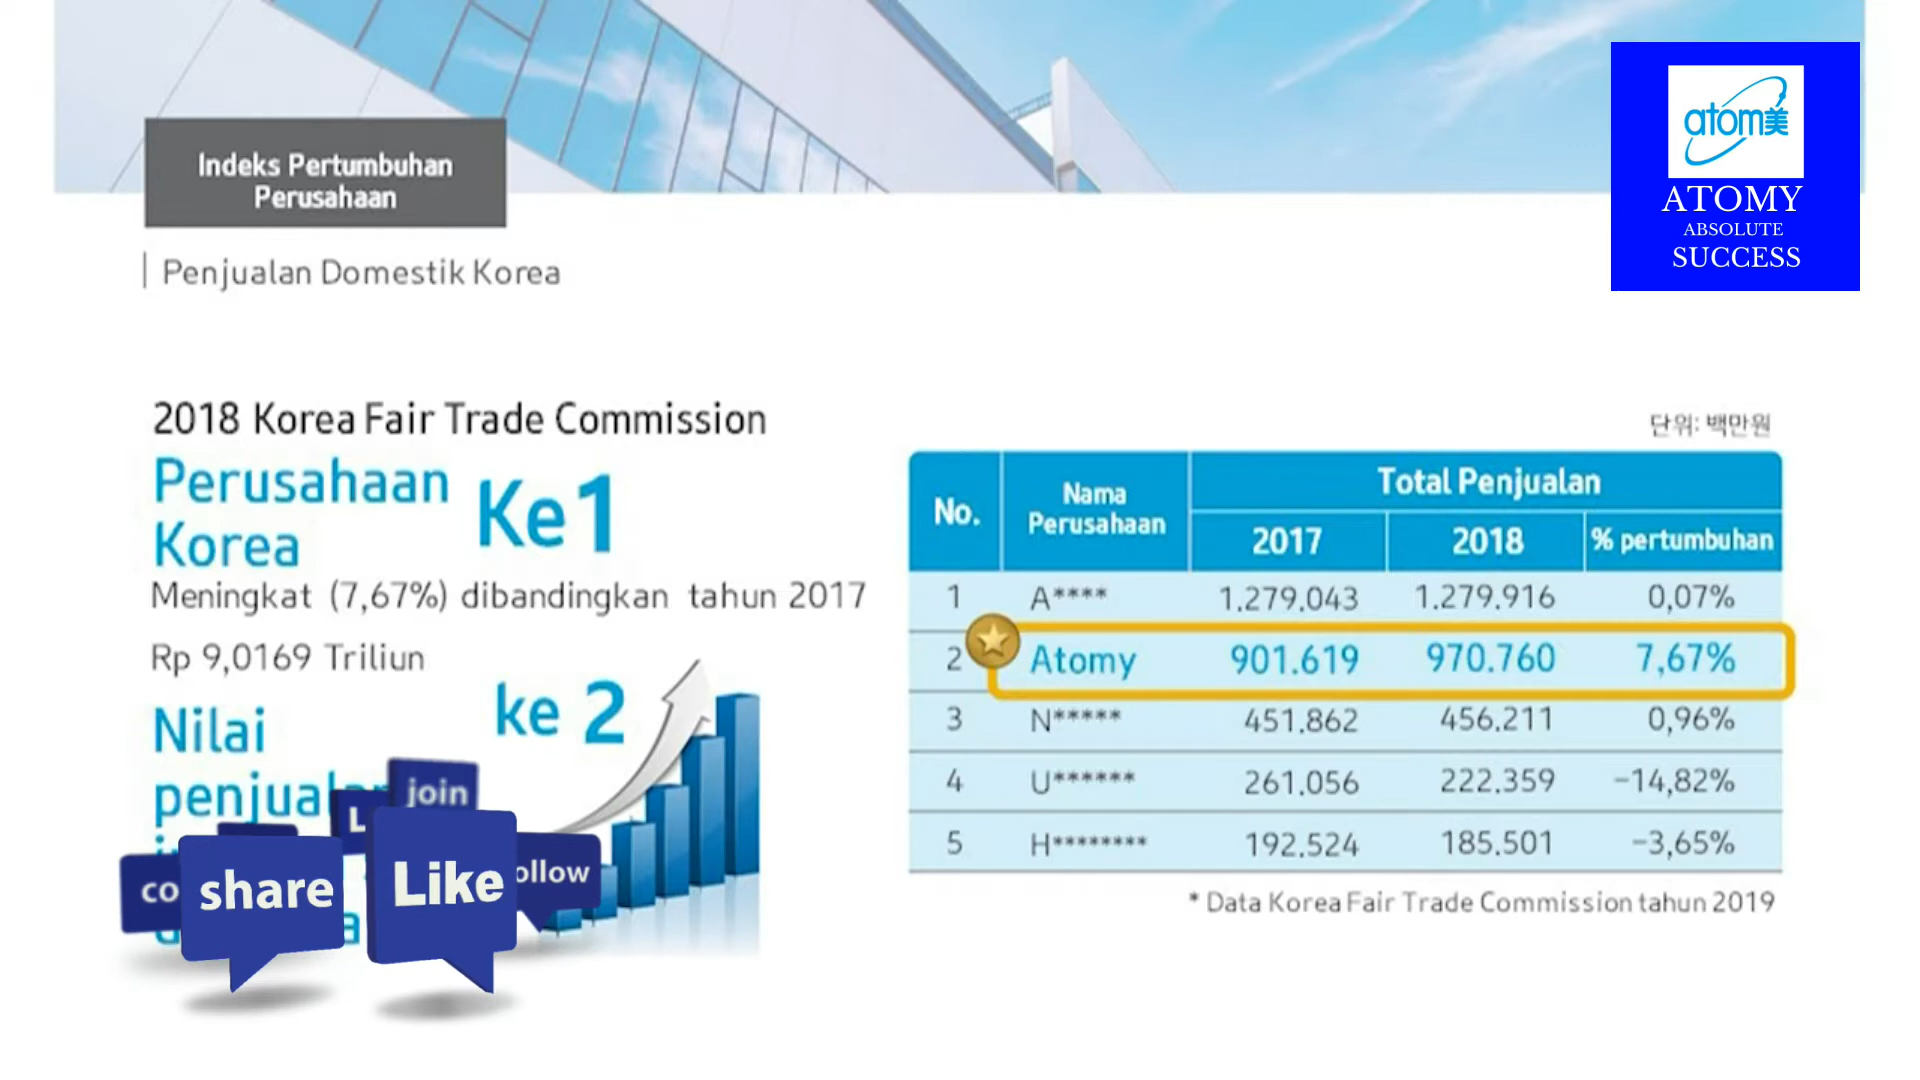 Indeks Pertumbuhan
Perusahaan
Penjualan Domestik Korea
atom美
ATOMY
ABSOLUTE
SUCCESS
2018 Korea Fair Trade Commission
Perusahaan Ke 1
Korea
Meningkat (7,67%) dibandingkan tahun 2017
Rp 9,0169 Triliun
Nilai ke 2
join
share
Like
단위: 백만원
No. Nama Perusahaan Total Penjualan
2017 2018 % pertumbuhan
1 A**** 1.279.043 1.279.916 0,07%
2 Atomy 901.619 970.760 7,67%
3 N***** 451.862 456.211 0,96%
4 U****** 261.056 222.359 -14,82%
5 H******** 192.524 185.501 -3,65%
* Data Korea Fair Trade Commission tahun 2019